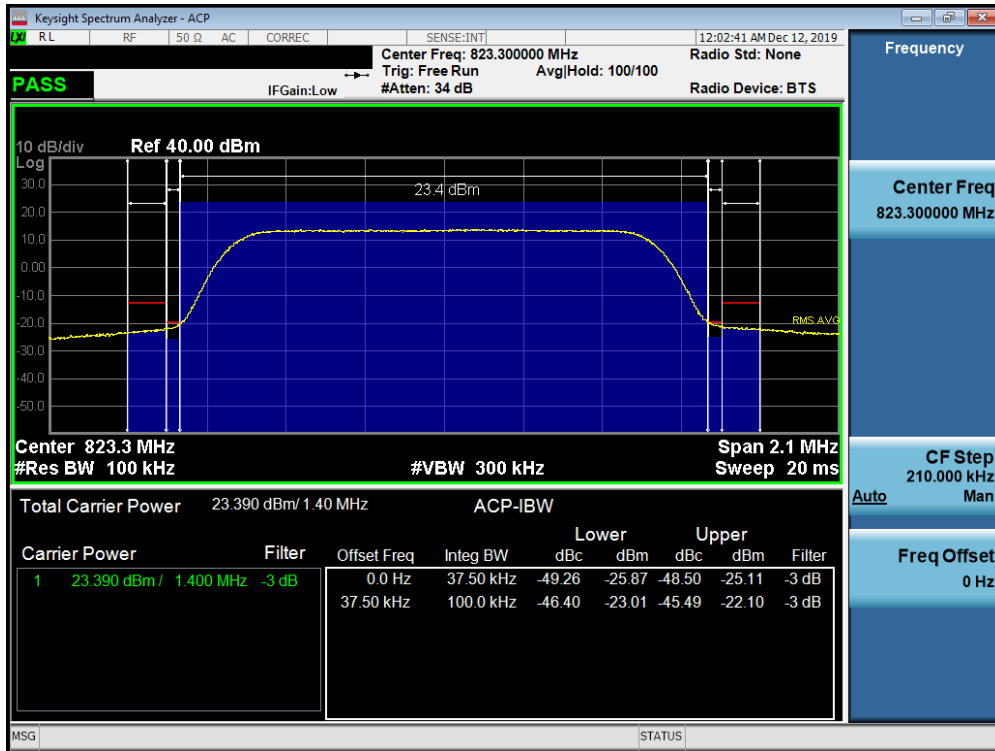 Keysight Spectrum Analyzer - ACP
LXI RL RF 50 Ω AC CORREC SENSE:INT 12:02:41 AM Dec 12, 2019
Center Freq: 823.300000 MHz Radio Std: None
Trig: Free Run Avg|Hold: 100/100
PASS IFGain:Low #Atten: 34 dB Radio Device: BTS
10 dB/div Ref 40.00 dBm
Log
30.0
23.4 dBm
20.0
10.0
0.00
-10.0
-20.0 RMS AVG
-30.0
-40.0
-50.0
Center 823.3 MHz Span 2.1 MHz
#Res BW 100 kHz #VBW 300 kHz Sweep 20 ms
Total Carrier Power 23.390 dBm/ 1.40 MHz ACP-IBW
Lower Upper
Carrier Power Filter Offset Freq Integ BW dBc dBm dBc dBm Filter
1 23.390 dBm / 1.400 MHz -3 dB 0.0 Hz 37.50 kHz -49.26 -25.87 -48.50 -25.11 -3 dB
37.50 kHz 100.0 kHz -46.40 -23.01 -45.49 -22.10 -3 dB
MSG STATUS
Frequency
Center Freq
823.300000 MHz
CF Step
210.000 kHz
Auto Man
Freq Offset
0 Hz